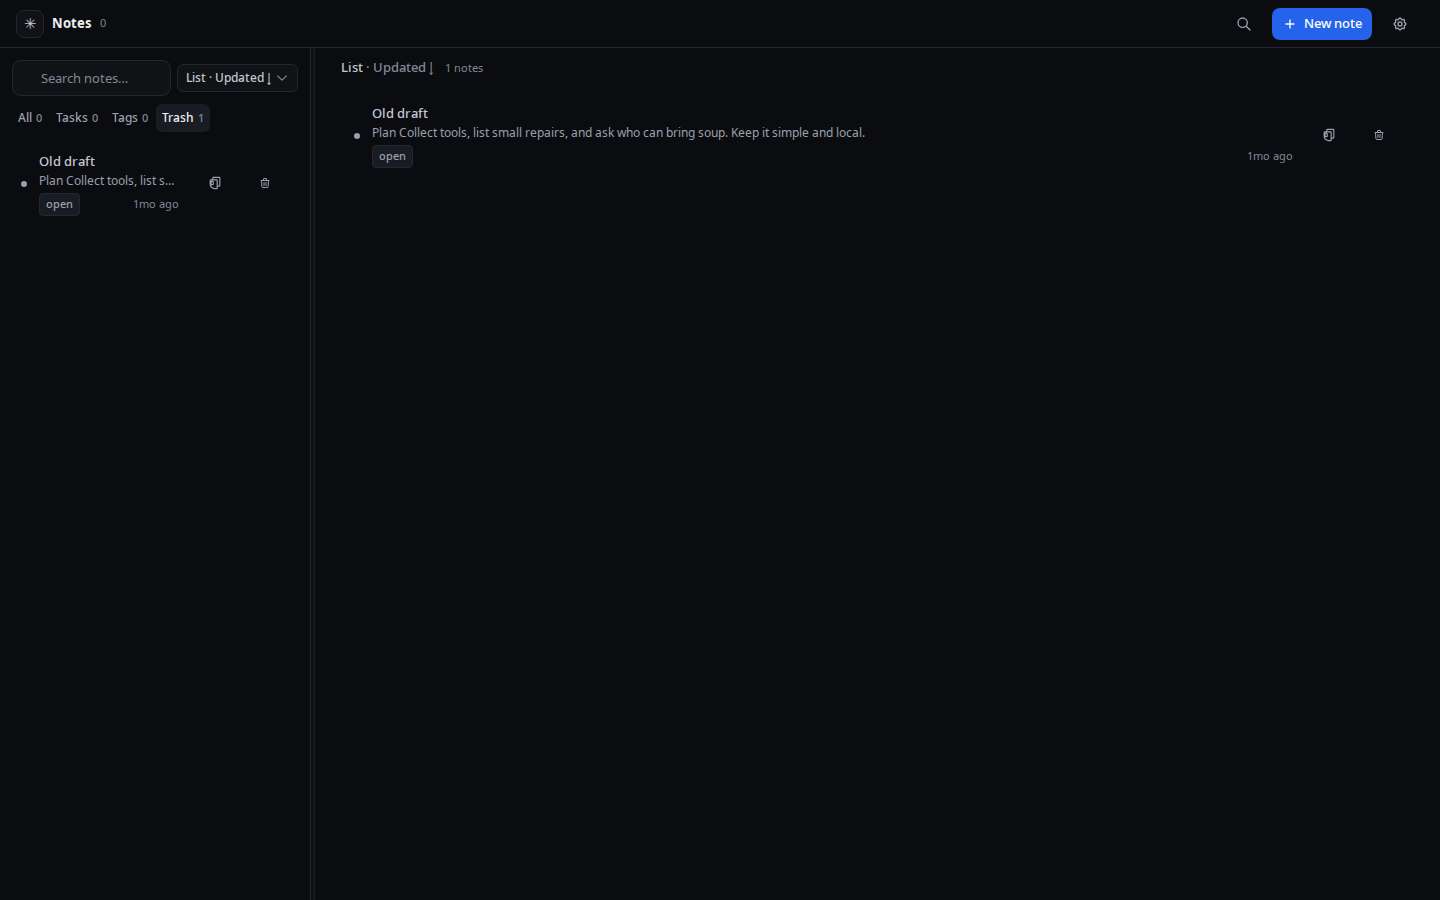 Notes 0
New note
Search notes...
List · Updated ↓
All 0 Tasks 0 Tags 0 Trash 1
Old draft
Plan Collect tools, list s...
open 1mo ago
List · Updated ↓ 1 notes
Old draft
Plan Collect tools, list small repairs, and ask who can bring soup. Keep it simple and local.
open 1mo ago